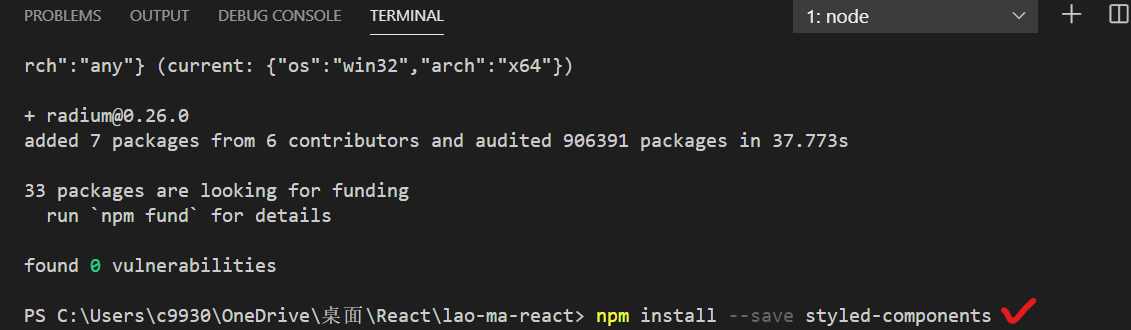 PROBLEMS OUTPUT DEBUG CONSOLE TERMINAL 1: node
rch":"any"} (current: {"os":"win32","arch":"x64"})
+ radium@0.26.0
added 7 packages from 6 contributors and audited 906391 packages in 37.773s
33 packages are looking for funding
run `npm fund` for details
found 0 vulnerabilities
PS C:\Users\c9930\OneDrive\桌面\React\lao-ma-react> npm install --save styled-components